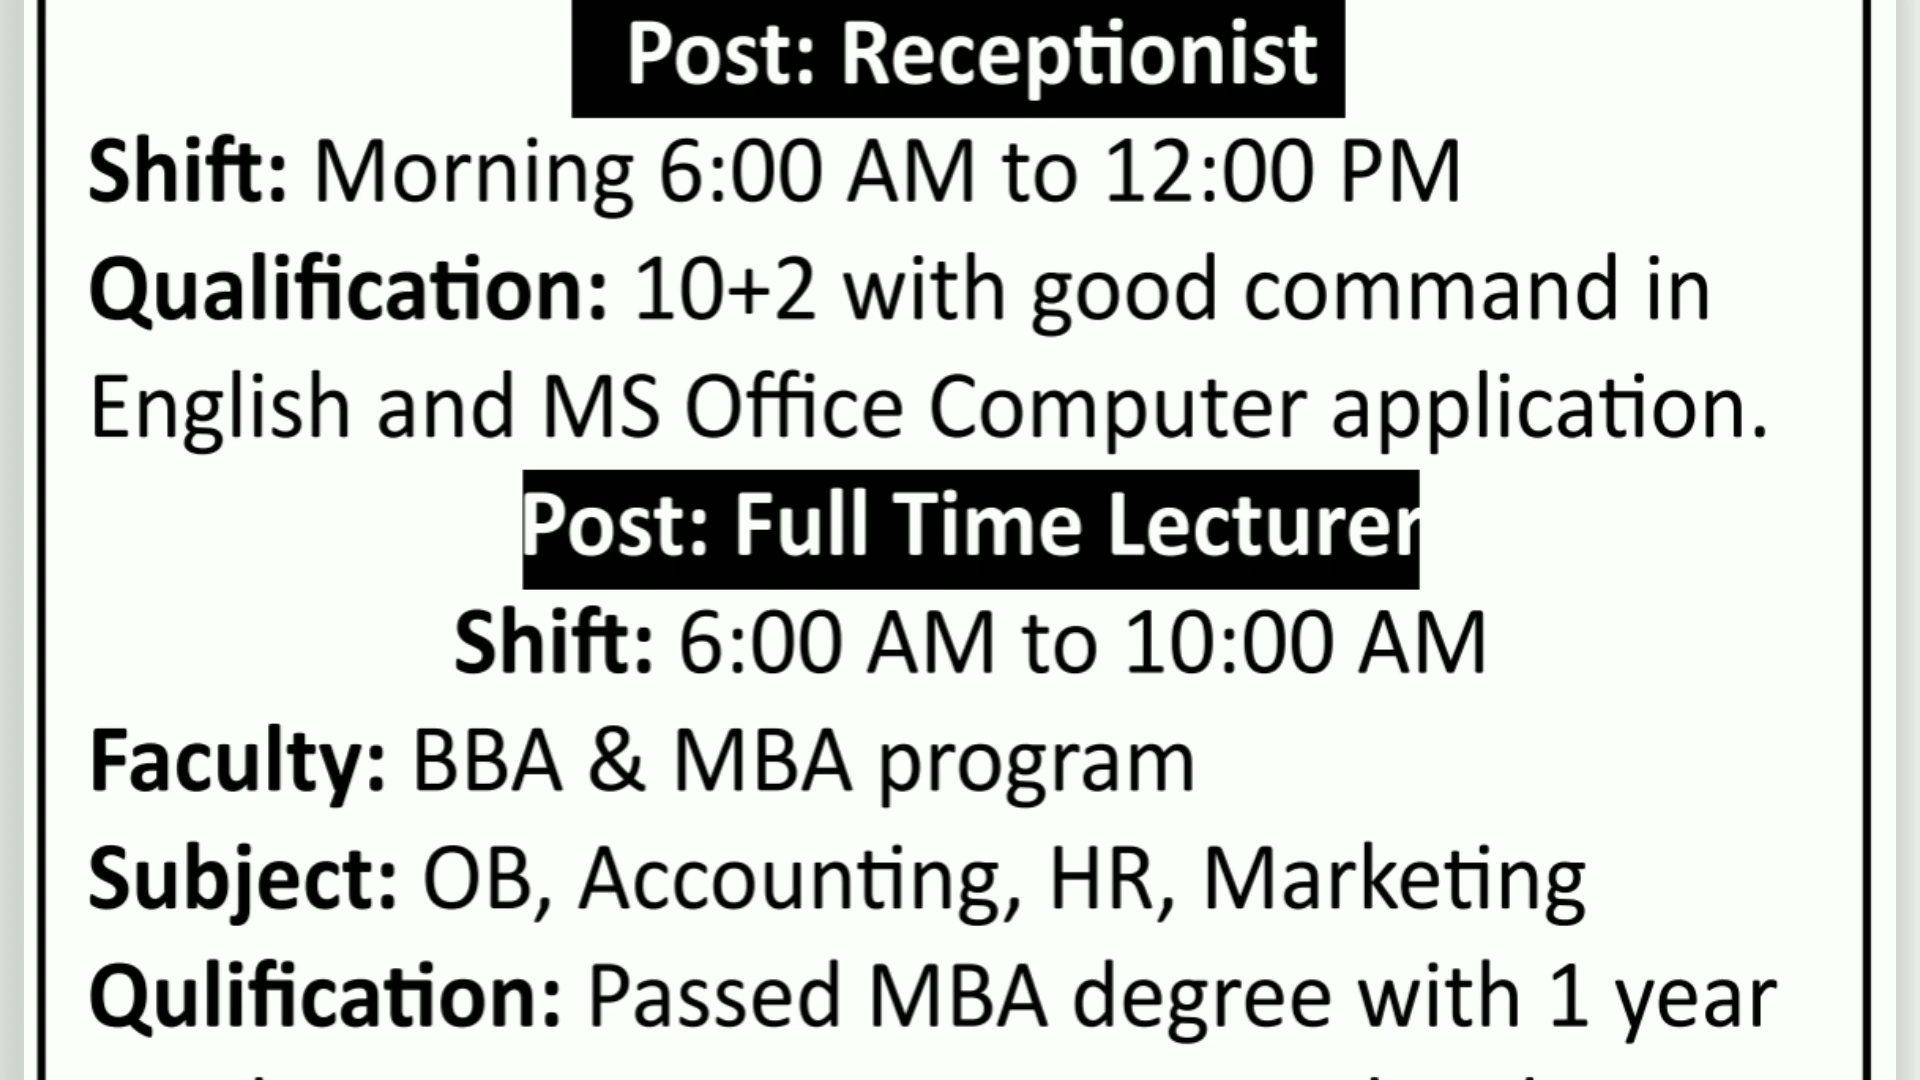 Post: Receptionist
Shift: Morning 6:00 AM to 12:00 PM
Qualification: 10+2 with good command in
English and MS Office Computer application.
Post: Full Time Lecturer
Shift: 6:00 AM to 10:00 AM
Faculty: BBA & MBA program
Subject: OB, Accounting, HR, Marketing
Qulification: Passed MBA degree with 1 year